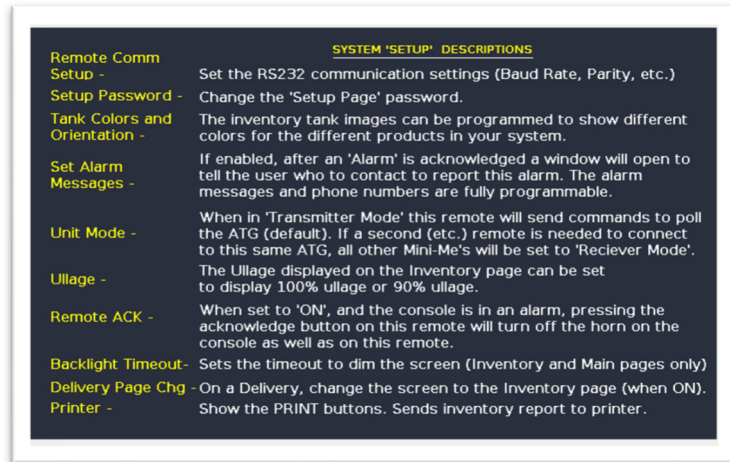 SYSTEM 'SETUP' DESCRIPTIONS
Remote Comm
Setup - Set the RS232 communication settings (Baud Rate, Parity, etc.)
Setup Password - Change the 'Setup Page' password.
Tank Colors and The inventory tank images can be programmed to show different
Orientation - colors for the different products in your system.
If enabled, after an 'Alarm' is acknowledged a window will open to
Set Alarm tell the user who to contact to report this alarm. The alarm
Messages - messages and phone numbers are fully programmable.
When in 'Transmitter Mode' this remote will send commands to poll
Unit Mode - the ATG (default). If a second (etc.) remote is needed to connect
to this same ATG, all other Mini-Me's will be set to 'Reciever Mode'.
The Ullage displayed on the Inventory page can be set
Ullage - to display 100% ullage or 90% ullage.
When set to 'ON', and the console is in an alarm, pressing the
Remote ACK - acknowledge button on this remote will turn off the horn on the
console as well as on this remote.
Backlight Timeout- Sets the timeout to dim the screen (Inventory and Main pages only)
Delivery Page Chg - On a Delivery, change the screen to the Inventory page (when ON).
Printer - Show the PRINT buttons. Sends inventory report to printer.